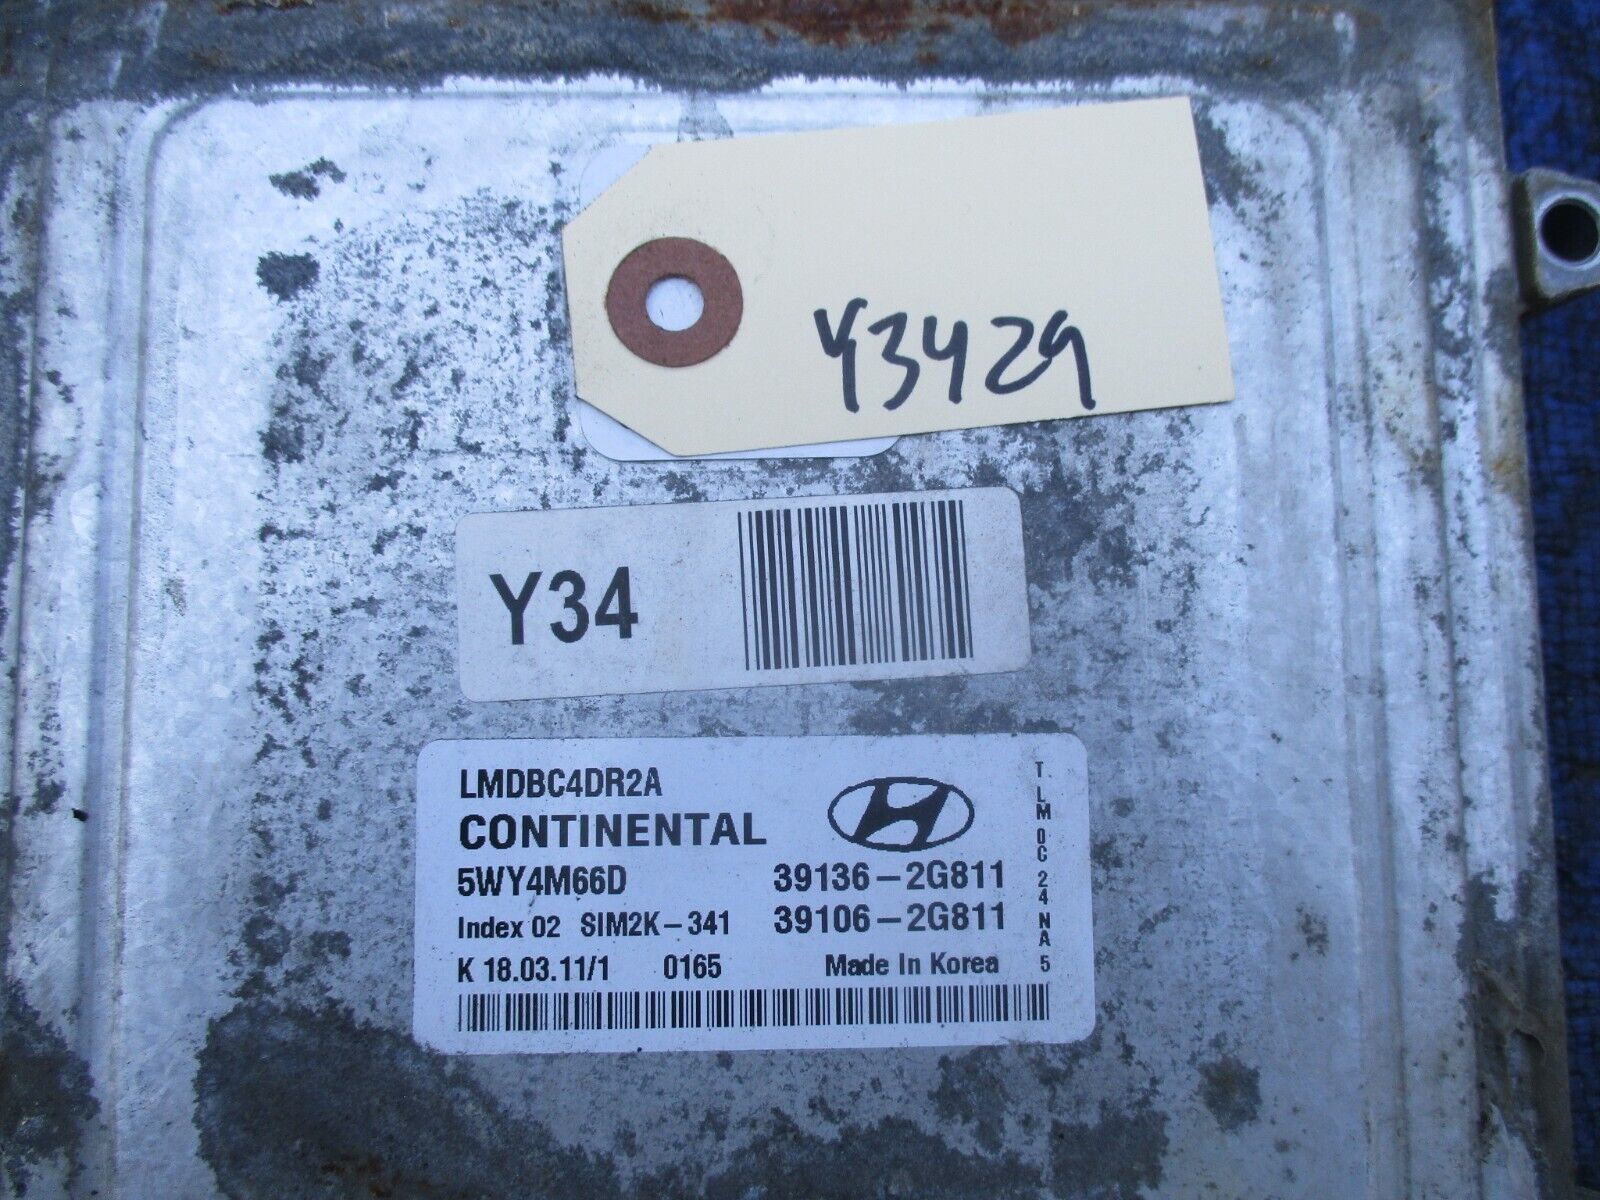 Y3429
Y34
LMDBC4DR2A
CONTINENTAL
5WY4M66D 39136-2G811
Index 02 SIM2K-341 39106-2G811
K 18.03.11/1 0165 Made In Korea
T.LM0C24NA5